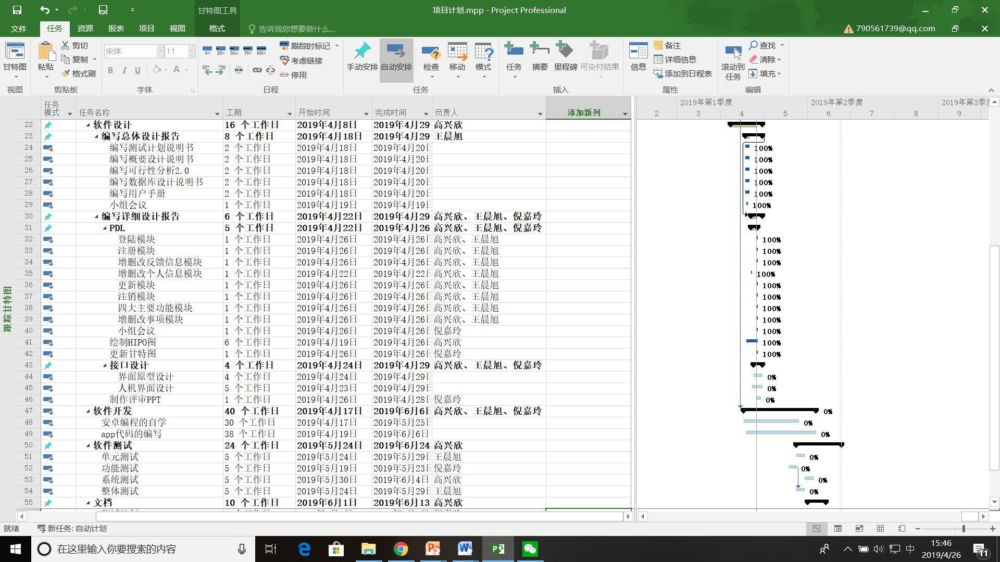 甘特图工具
项目计划.mpp - Project Professional
文件 任务 资源 报表 项目 视图 格式 告诉我您想要做什么...
790561739@qq.com
甘特图
视图
粘贴
剪切
复制
格式刷
剪贴板
宋体 11
B I U A
字体
0% 25% 50% 75% 100%
跟踪时标记
考虑链接
停用
日程
手动安排 自动安排 检查 移动 模式
任务
任务 摘要 里程碑 可交付结果
插入
信息
备注
详细信息
添加到日程表
属性
滚动到任务
查找
清除
填充
编辑
任务模式 任务名称 工期 开始时间 完成时间 负责人 添加新列
2019年第1季度 2019年第2季度 2019年第3季度
2 3 4 5 6 7 8 9
22 软件设计 16 个工作日 2019年4月8日 2019年4月29 高兴欣
23 编写总体设计报告 8 个工作日 2019年4月18日 2019年4月29 王晨旭
24 编写测试计划说明书 2 个工作日 2019年4月18日 2019年4月20日 100%
25 编写概要设计说明书 2 个工作日 2019年4月18日 2019年4月20日 100%
26 编写可行性分析2.0 2 个工作日 2019年4月18日 2019年4月20日 100%
27 编写数据库设计说明书 2 个工作日 2019年4月18日 2019年4月20日 100%
28 编写用户手册 2 个工作日 2019年4月18日 2019年4月20日 100%
29 小组会议 1 个工作日 2019年4月19日 2019年4月19日 100%
30 编写详细设计报告 6 个工作日 2019年4月22日 2019年4月29 高兴欣、王晨旭、倪嘉玲
31 PDL 5 个工作日 2019年4月22日 2019年4月26 高兴欣、王晨旭、倪嘉玲
32 登陆模块 1 个工作日 2019年4月26日 2019年4月26日 高兴欣、王晨旭 100%
33 注册模块 1 个工作日 2019年4月26日 2019年4月26日 高兴欣、王晨旭 100%
34 增删改反馈信息模块 1 个工作日 2019年4月26日 2019年4月26日 高兴欣、王晨旭 100%
35 增删改个人信息模块 1 个工作日 2019年4月22日 2019年4月22日 高兴欣、王晨旭 100%
36 更新模块 1 个工作日 2019年4月26日 2019年4月26日 高兴欣、王晨旭 100%
37 注销模块 1 个工作日 2019年4月26日 2019年4月26日 高兴欣、王晨旭 100%
38 四大主要功能模块 1 个工作日 2019年4月26日 2019年4月26日 高兴欣、王晨旭 100%
39 增删改事项模块 1 个工作日 2019年4月26日 2019年4月26日 高兴欣、王晨旭 100%
40 小组会议 1 个工作日 2019年4月26日 2019年4月26日 倪嘉玲 100%
41 绘制HIPO图 6 个工作日 2019年4月19日 2019年4月26日 高兴欣 100%
42 更新甘特图 1 个工作日 2019年4月26日 2019年4月26日 倪嘉玲 100%
43 接口设计 4 个工作日 2019年4月24日 2019年4月29 高兴欣、王晨旭、倪嘉玲
44 界面原型设计 4 个工作日 2019年4月24日 2019年4月29日 0%
45 人机界面设计 5 个工作日 2019年4月23日 2019年4月29日 0%
46 制作评审PPT 1 个工作日 2019年4月26日 2019年4月28日 倪嘉玲 0%
47 软件开发 40 个工作日 2019年4月17日 2019年6月6日 高兴欣、王晨旭、倪嘉玲 0%
48 安卓编程的自学 30 个工作日 2019年4月17日 2019年5月25日 0%
49 app代码的编写 38 个工作日 2019年4月19日 2019年6月6日 0%
50 软件测试 24 个工作日 2019年5月24日 2019年6月24 高兴欣
51 单元测试 5 个工作日 2019年5月24日 2019年5月29日 王晨旭 0%
52 功能测试 5 个工作日 2019年5月19日 2019年5月23日 倪嘉玲 0%
53 系统测试 5 个工作日 2019年5月30日 2019年6月4日 高兴欣 0%
54 整体测试 5 个工作日 2019年5月24日 2019年5月29日 王晨旭 0%
55 文档 10 个工作日 2019年6月1日 2019年6月13 高兴欣
跟踪甘特图
就绪 新任务: 自动计划
在这里输入你要搜索的内容
中
15:46
2019/4/26
11